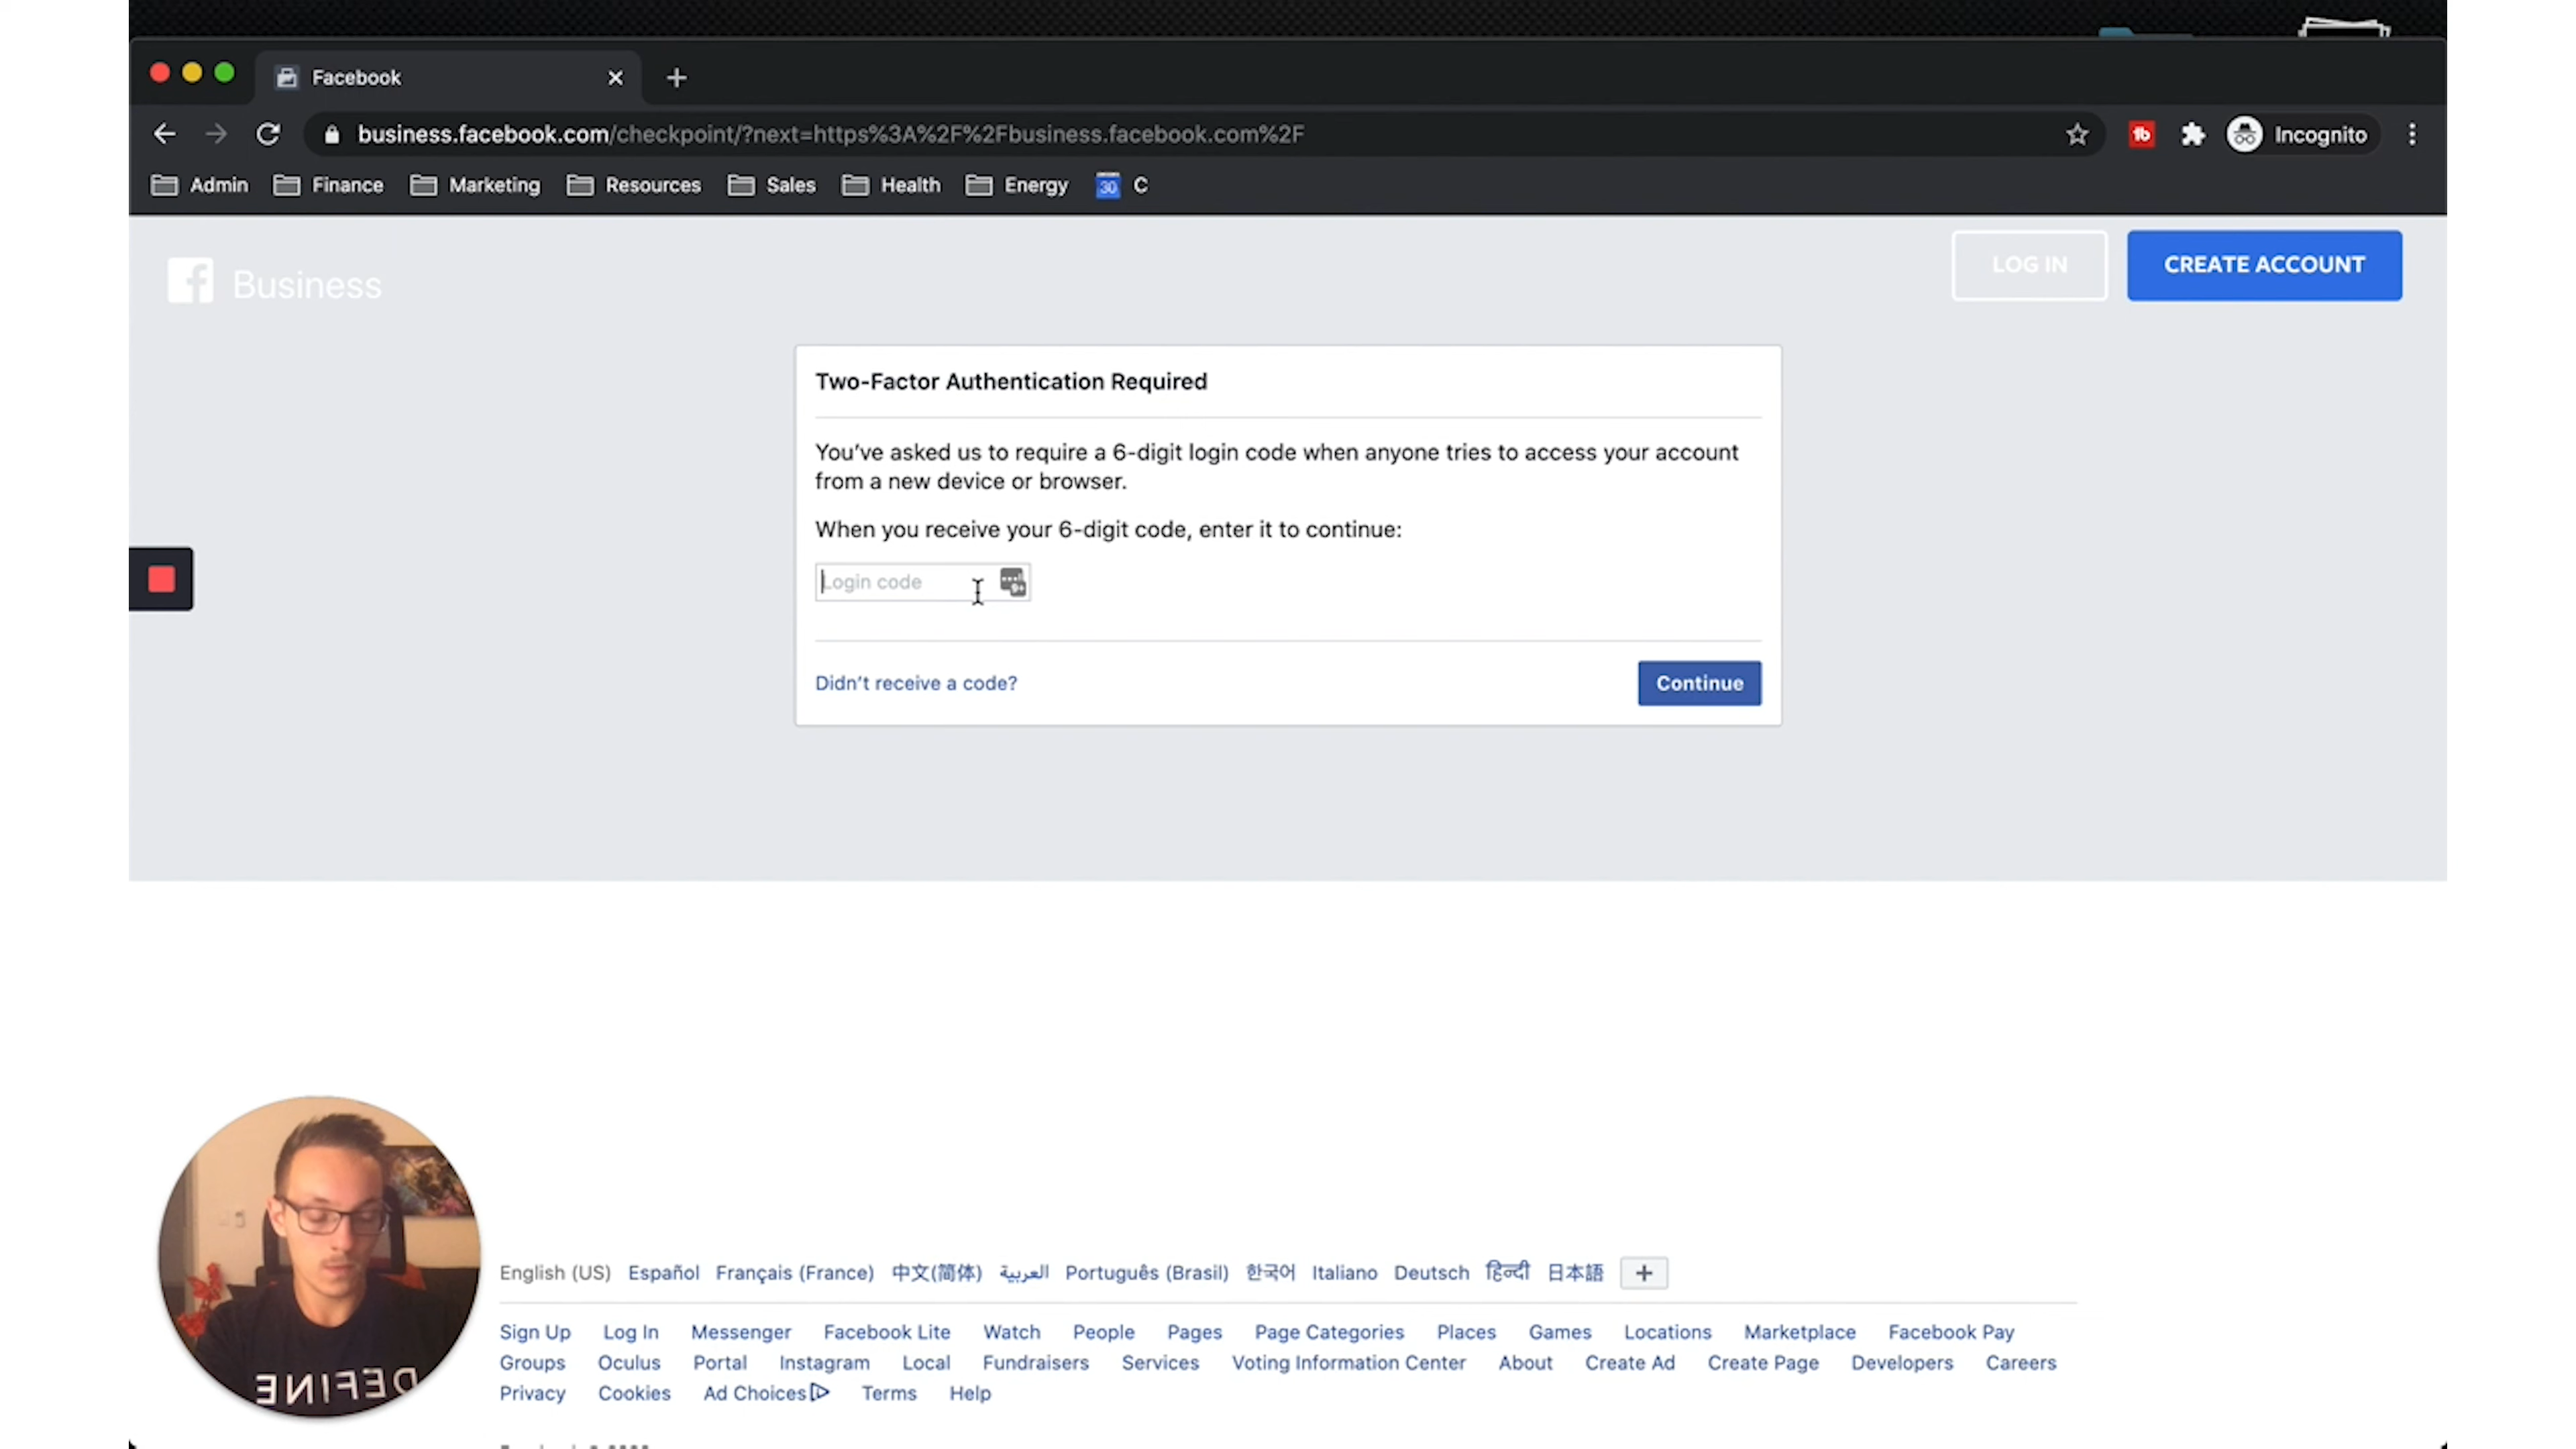 Facebook
business.facebook.com/checkpoint/?next=https%3A%2F%2Fbusiness.facebook.com%2F
Incognito
Admin Finance Marketing Resources Sales Health Energy 30 C
Business LOG IN CREATE ACCOUNT
Two-Factor Authentication Required
You've asked us to require a 6-digit login code when anyone tries to access your account
from a new device or browser.
When you receive your 6-digit code, enter it to continue:
Login code
Didn't receive a code? Continue
DEFINE
English (US) Español Français (France) 中文(简体) العربية Português (Brasil) 한국어 Italiano Deutsch हिन्दी 日本語 +
Sign Up Log In Messenger Facebook Lite Watch People Pages Page Categories Places Games Locations Marketplace Facebook Pay
Groups Oculus Portal Instagram Local Fundraisers Services Voting Information Center About Create Ad Create Page Developers Careers
Privacy Cookies Ad Choices Terms Help